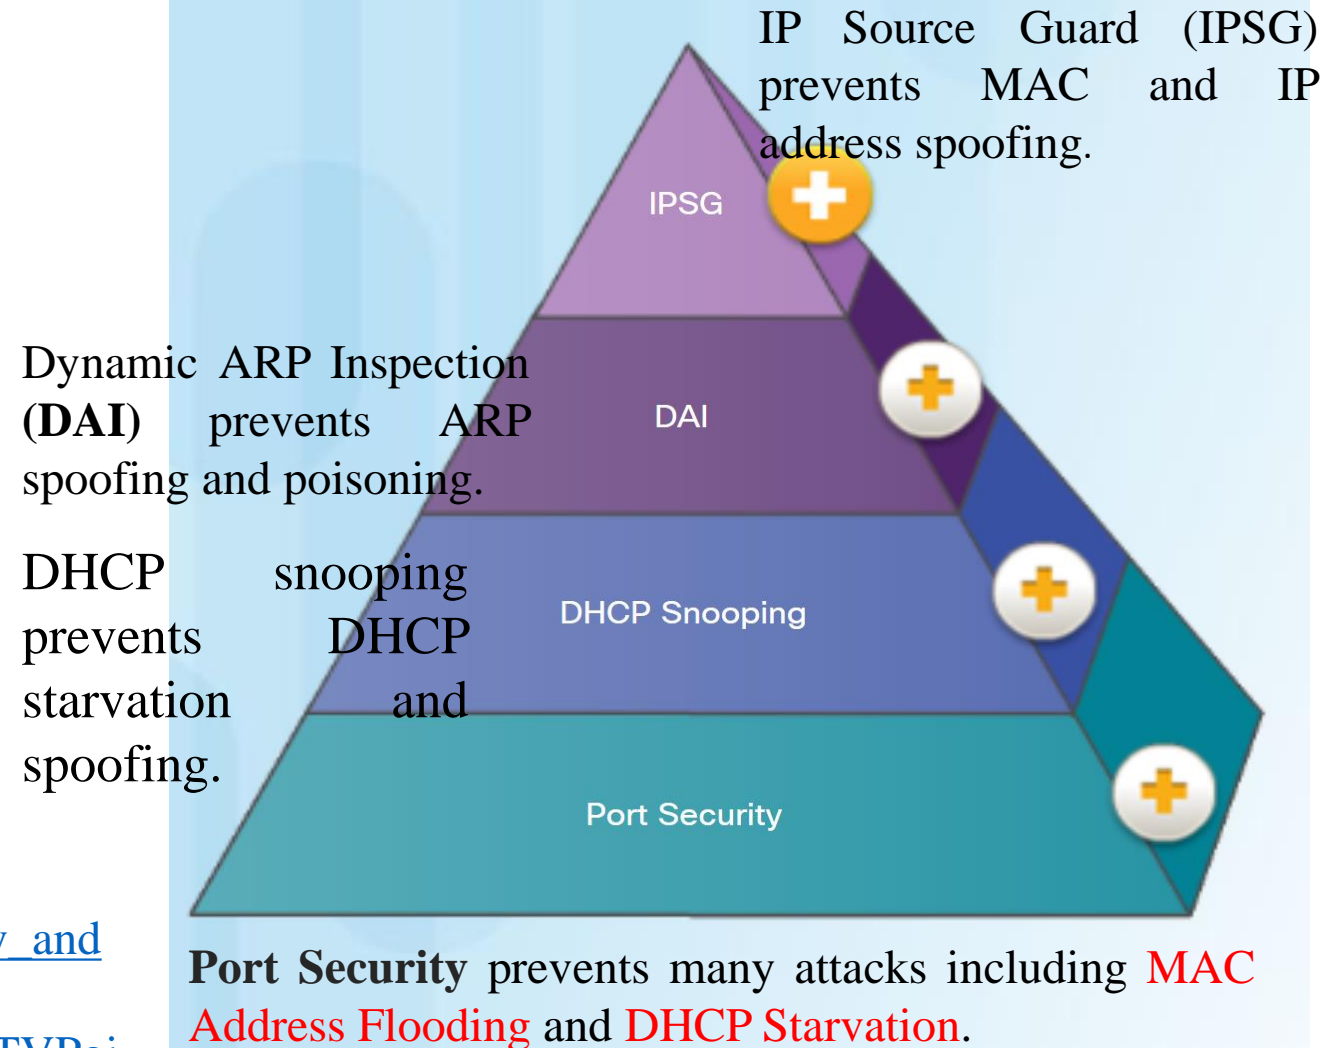 IP Source Guard (IPSG)
prevents MAC and IP
address spoofing.
IPSG
Dynamic ARP Inspection
(DAI) prevents ARP
spoofing and poisoning.
DAI
DHCP snooping
prevents DHCP
starvation and
spoofing.
DHCP Snooping
Port Security
y_and
Port Security prevents many attacks including MAC
Address Flooding and DHCP Starvation.